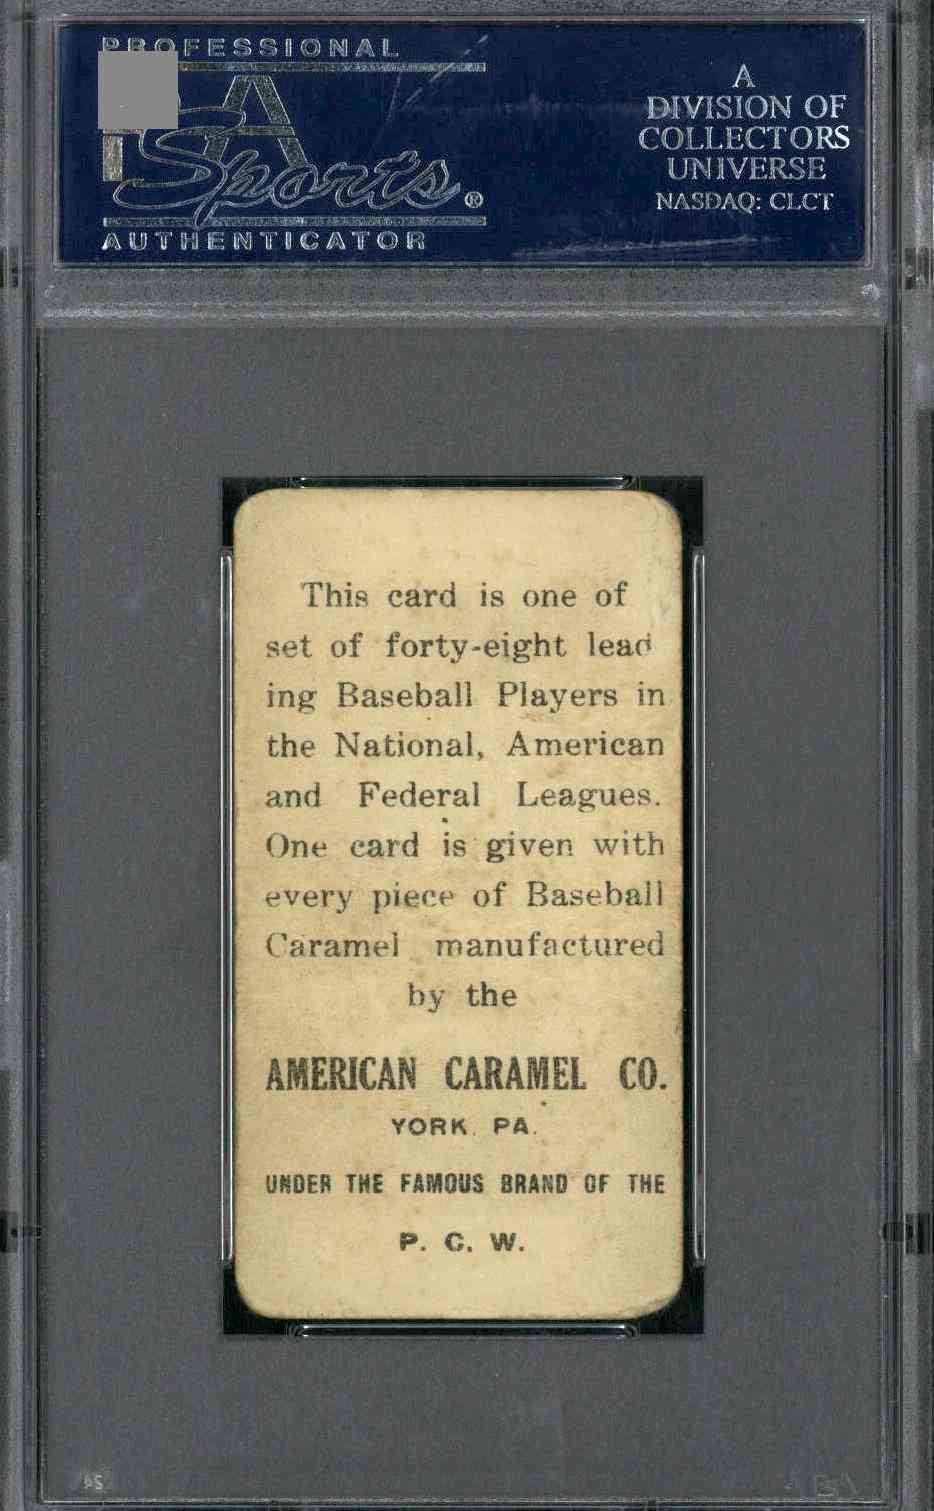 PROFESSIONAL
Sports®
AUTHENTICATOR
A
DIVISION OF
COLLECTORS
UNIVERSE
NASDAQ: CLCT
This card is one of
set of forty-eight lead
ing Baseball Players in
the National, American
and Federal Leagues.
One card is given with
every piece of Baseball
Caramel manufactured
by the
AMERICAN CARAMEL CO.
YORK, PA.
UNDER THE FAMOUS BRAND OF THE
P. C. W.